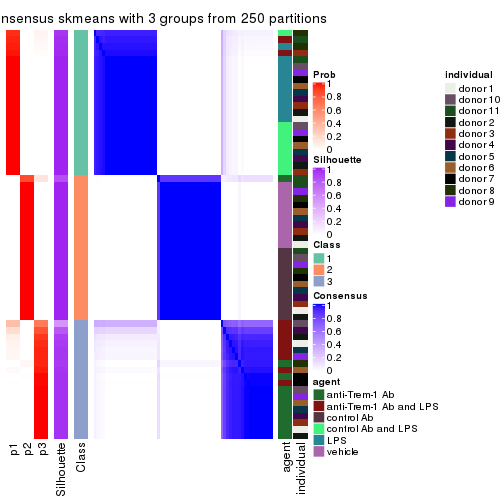 nsensus skmeans with 3 groups from 250 partitions
Prob
1
0.8
0.6
0.4
0.2
0
Silhouette
1
0.8
0.6
0.4
0.2
0
Class
1
2
3
Consensus
1
0.8
0.6
0.4
0.2
0
agent
anti-Trem-1 Ab
anti-Trem-1 Ab and LPS
control Ab
control Ab and LPS
LPS
vehicle
individual
donor 1
donor 10
donor 11
donor 2
donor 3
donor 4
donor 5
donor 6
donor 7
donor 8
donor 9
p1
p2
p3
Silhouette
Class
agent
individual